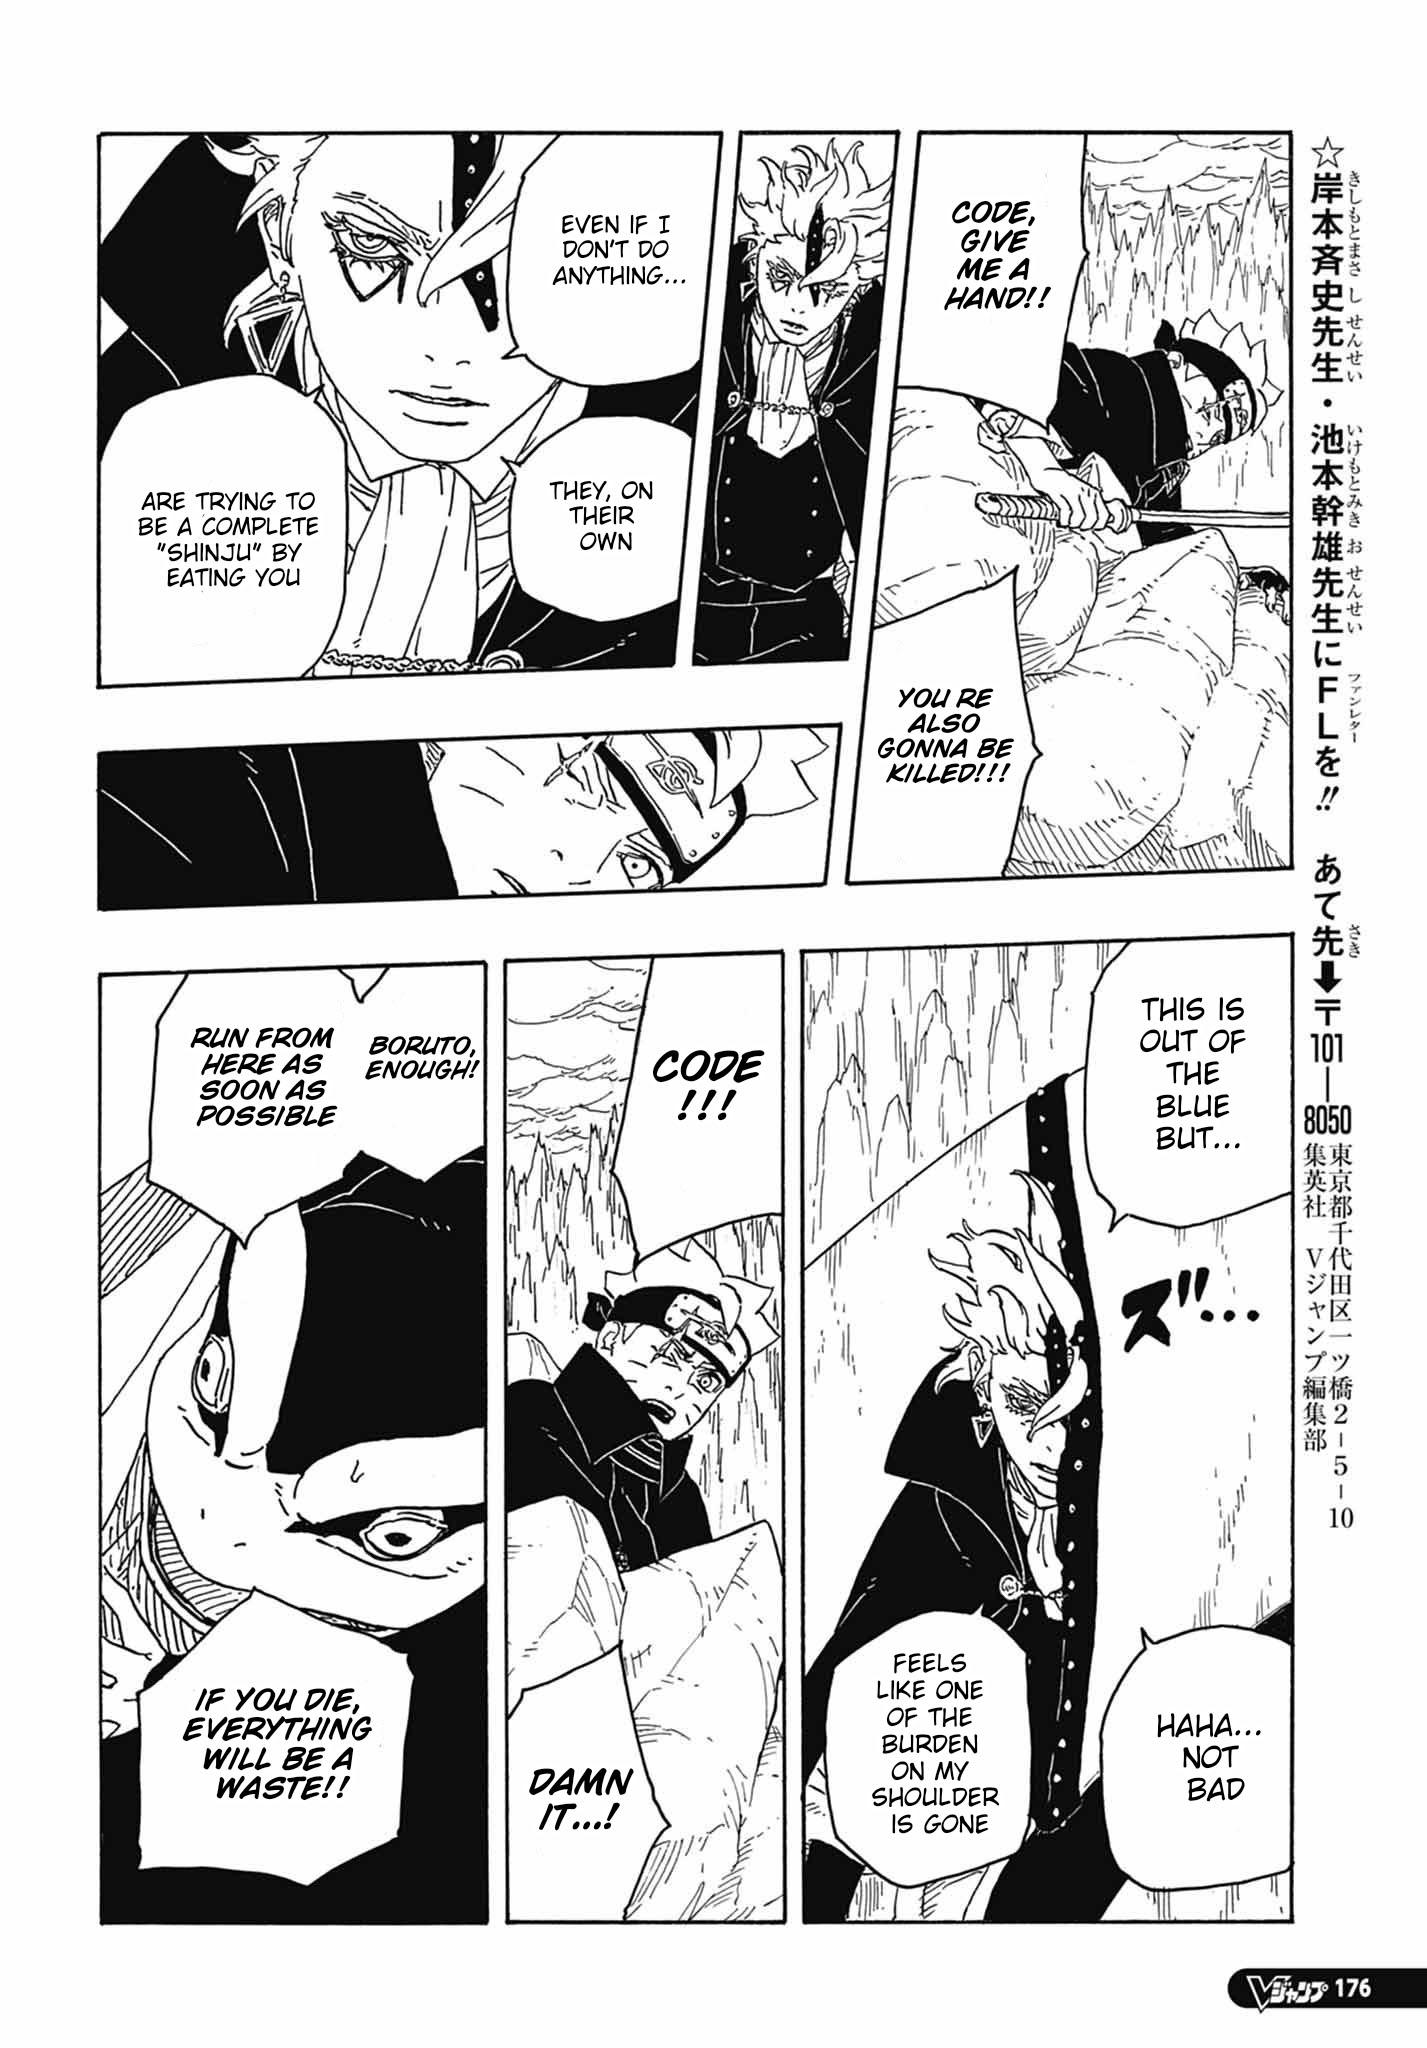 CODE,
GIVE
ME A
HAND!!
YOU RE
ALSO
GONNA BE
KILLED!!!
EVEN IF I
DON'T DO
ANYTHING...
THEY, ON
THEIR
OWN
ARE TRYING TO
BE A COMPLETE
"SHINJU" BY
EATING YOU
THIS IS
OUT OF
THE
BLUE
BUT...
ズ"...
HAHA...
NOT
BAD
FEELS
LIKE ONE
OF THE
BURDEN
ON MY
SHOULDER
IS GONE
CODE
!!!
DAMN
IT...!
BORUTO,
ENOUGH!
RUN FROM
HERE AS
SOON AS
POSSIBLE
IF YOU DIE,
EVERYTHING
WILL BE A
WASTE!!
☆岸本斉史先生・池本幹雄先生にFLを!! あて先➡〒101―8050
きしもとまさしせんせい いけもとみきおせんせい ファンレター さき
東京都千代田区一ツ橋2-5-10
集英社 Vジャンプ編集部
Vジャンプ 176